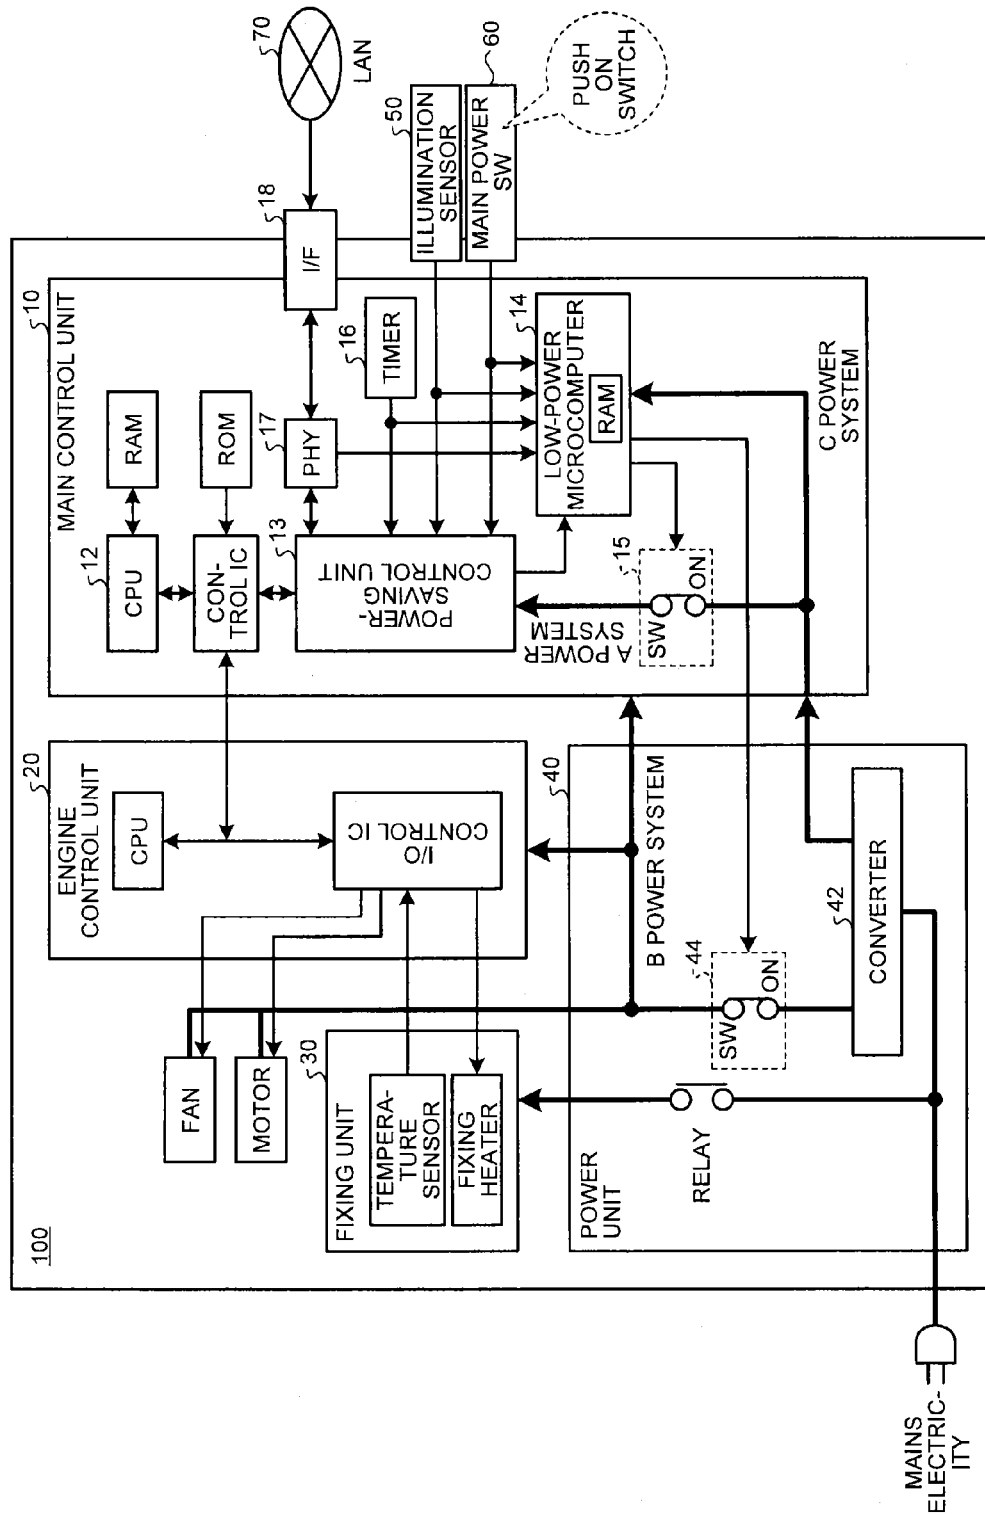 100
MAINS
ELECTRIC-
ITY
FAN
MOTOR
FIXING UNIT
30
TEMPERA-
TURE
SENSOR
FIXING
HEATER
POWER
UNIT
40
RELAY
SW
ON
44
B POWER SYSTEM
CONVERTER
42
ENGINE
CONTROL UNIT
20
CPU
I/O
CONTROL IC
MAIN CONTROL UNIT
10
CPU
12
RAM
CON-
TROL IC
ROM
POWER-
SAVING
CONTROL UNIT
13
PHY
17
TIMER
16
LOW-POWER
MICROCOMPUTER
14
RAM
A POWER
SYSTEM
SW
ON
15
C POWER
SYSTEM
I/F
18
70
LAN
ILLUMINATION
SENSOR
50
MAIN POWER
SW
60
PUSH
ON
SWITCH